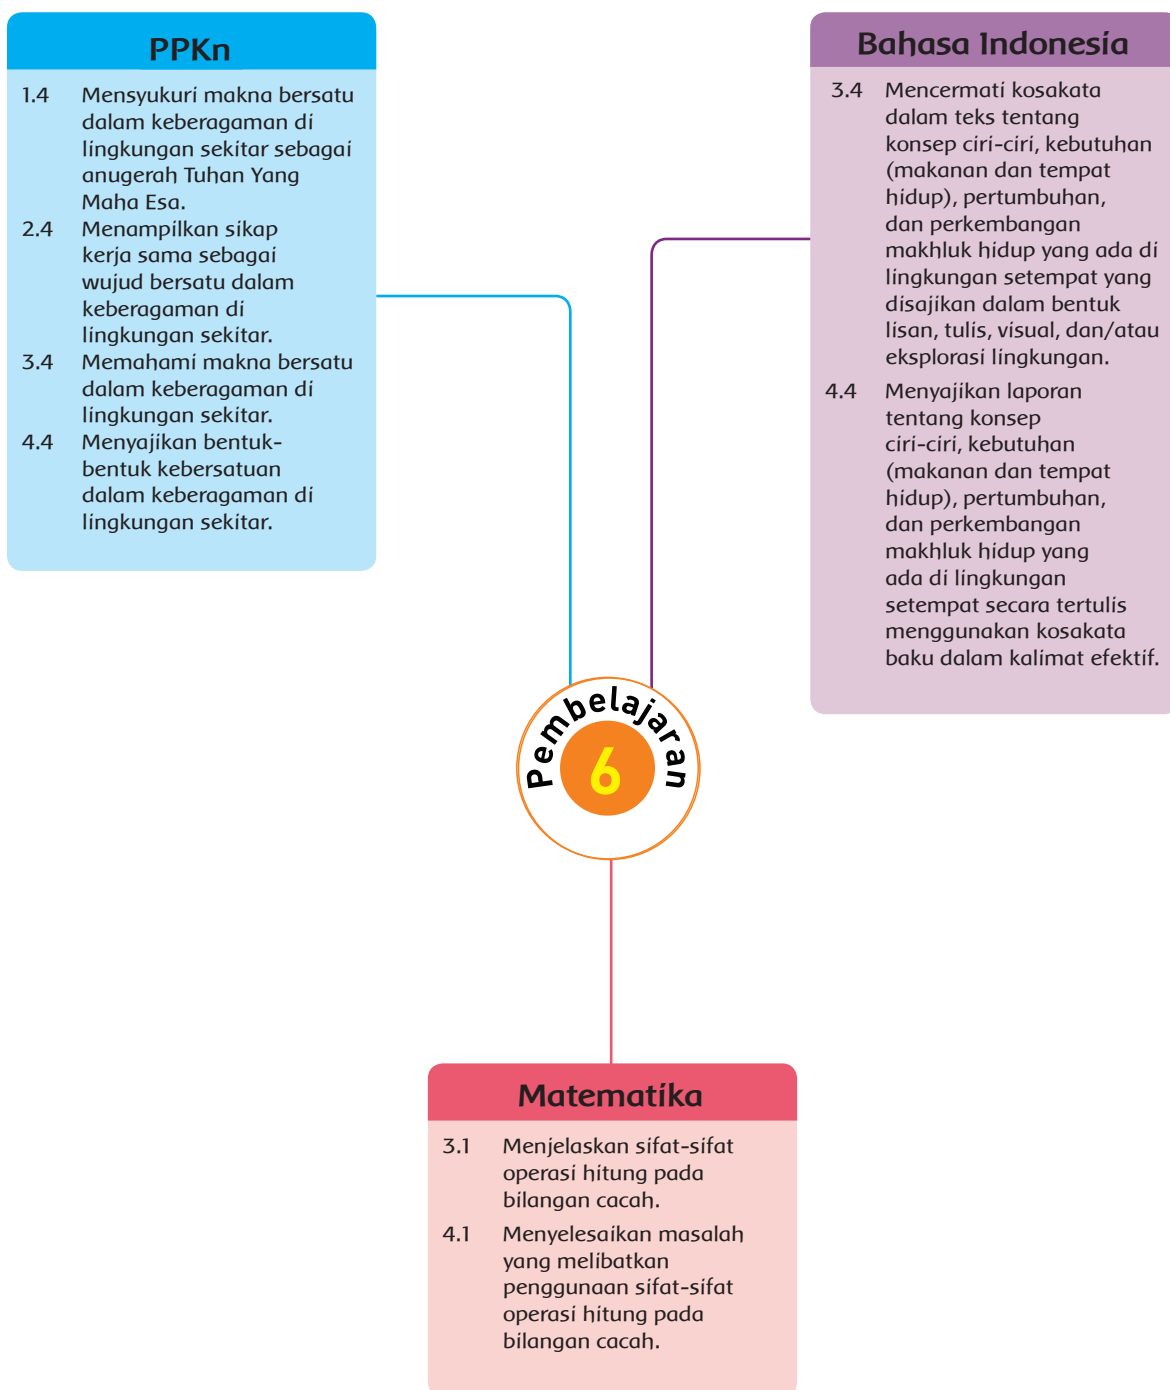 PPKn
1.4 Mensyukuri makna bersatu
dalam keberagaman di
lingkungan sekitar sebagai
anugerah Tuhan Yang
Maha Esa.
2.4 Menampilkan sikap
kerja sama sebagai
wujud bersatu dalam
keberagaman di
lingkungan sekitar.
3.4 Memahami makna bersatu
dalam keberagaman di
lingkungan sekitar.
4.4 Menyajikan bentuk-
bentuk kebersatuan
dalam keberagaman di
lingkungan sekitar.
Bahasa Indonesia
3.4 Mencermati kosakata
dalam teks tentang
konsep ciri-ciri, kebutuhan
(makanan dan tempat
hidup), pertumbuhan,
dan perkembangan
makhluk hidup yang ada di
lingkungan setempat yang
disajikan dalam bentuk
lisan, tulis, visual, dan/atau
eksplorasi lingkungan.
4.4 Menyajikan laporan
tentang konsep
ciri-ciri, kebutuhan
(makanan dan tempat
hidup), pertumbuhan,
dan perkembangan
makhluk hidup yang
ada di lingkungan
setempat secara tertulis
menggunakan kosakata
baku dalam kalimat efektif.
Pembelajaran
6
Matematika
3.1 Menjelaskan sifat-sifat
operasi hitung pada
bilangan cacah.
4.1 Menyelesaikan masalah
yang melibatkan
penggunaan sifat-sifat
operasi hitung pada
bilangan cacah.